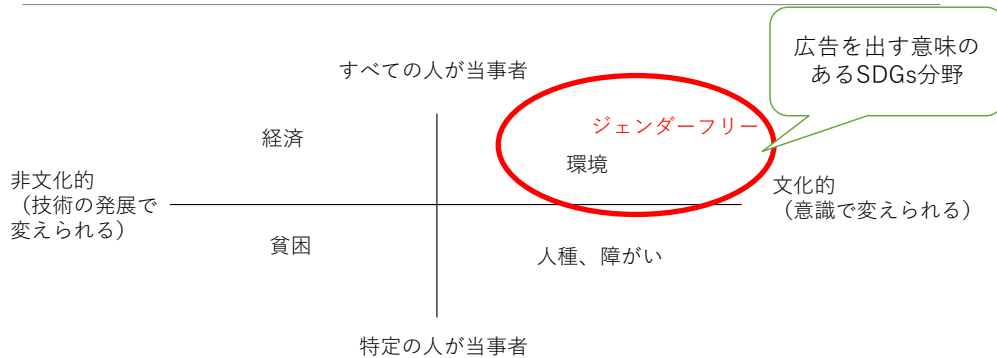 広告を出す意味の
あるSDGs分野
すべての人が当事者
ジェンダーフリー
経済
環境
非文化的
（技術の発展で
変えられる）
文化的
（意識で変えられる）
貧困
人種、障がい
特定の人が当事者